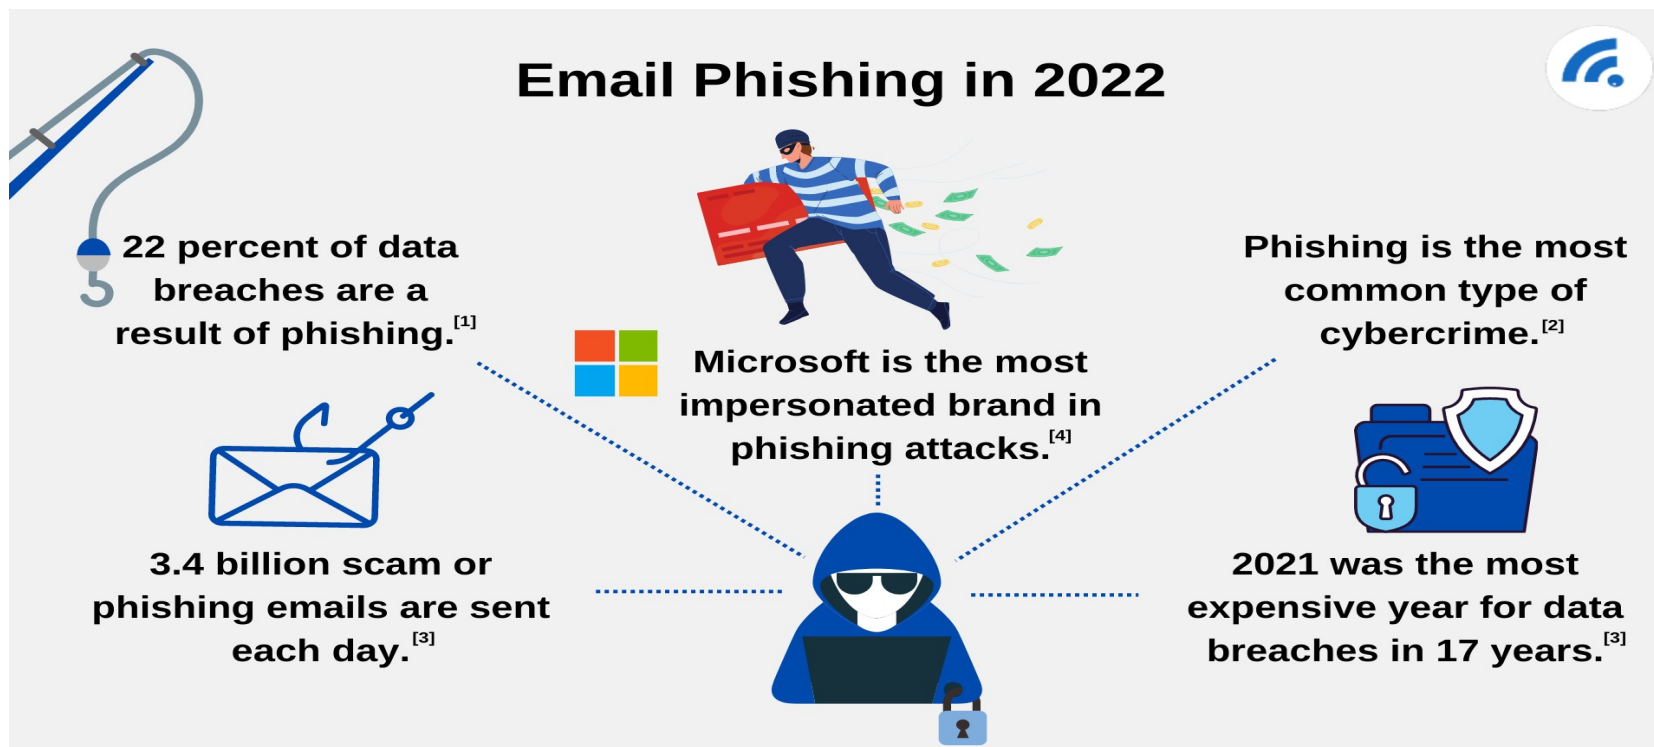 Email Phishing in 2022
22 percent of data
breaches are a
result of phishing.[1]
Microsoft is the most
impersonated brand in
phishing attacks.[4]
Phishing is the most
common type of
cybercrime.[2]
3.4 billion scam or
phishing emails are sent
each day.[3]
2021 was the most
expensive year for data
breaches in 17 years.[3]